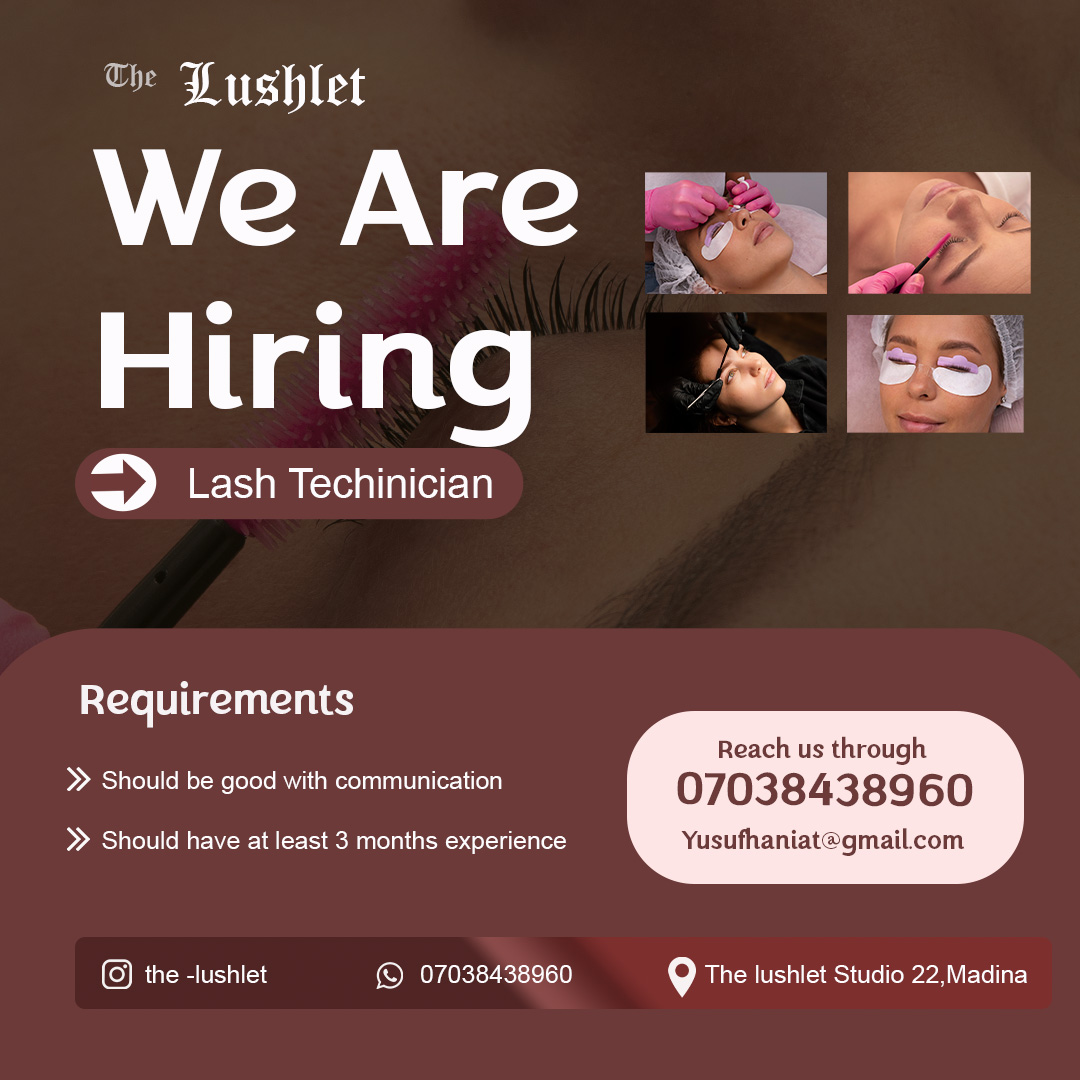 The Lushlet
We Are
Hiring
Lash Techinician
Requirements
Should be good with communication
Should have at least 3 months experience
Reach us through
07038438960
Yusufhaniat@gmail.com
the -lushlet
07038438960
The lushlet Studio 22,Madina